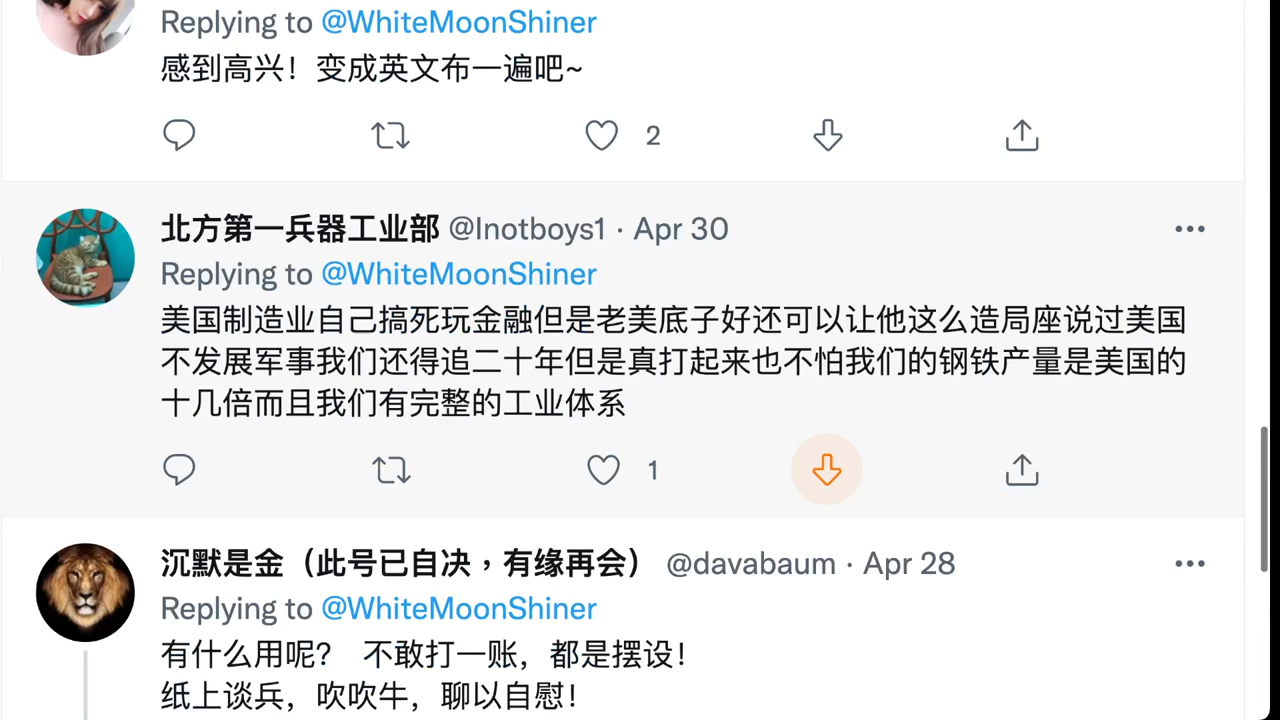 Replying to @WhiteMoonShiner
感到高兴！变成英文布一遍吧~
2
北方第一兵器工业部 @Inotboys1 · Apr 30
Replying to @WhiteMoonShiner
美国制造业自己搞死玩金融但是老美底子好还可以让他这么造局座说过美国
不发展军事我们还得追二十年但是真打起来也不怕我们的钢铁产量是美国的
十几倍而且我们有完整的工业体系
1
沉默是金（此号已自决，有缘再会） @davabaum · Apr 28
Replying to @WhiteMoonShiner
有什么用呢？ 不敢打一账，都是摆设！
纸上谈兵，吹吹牛，聊以自慰！